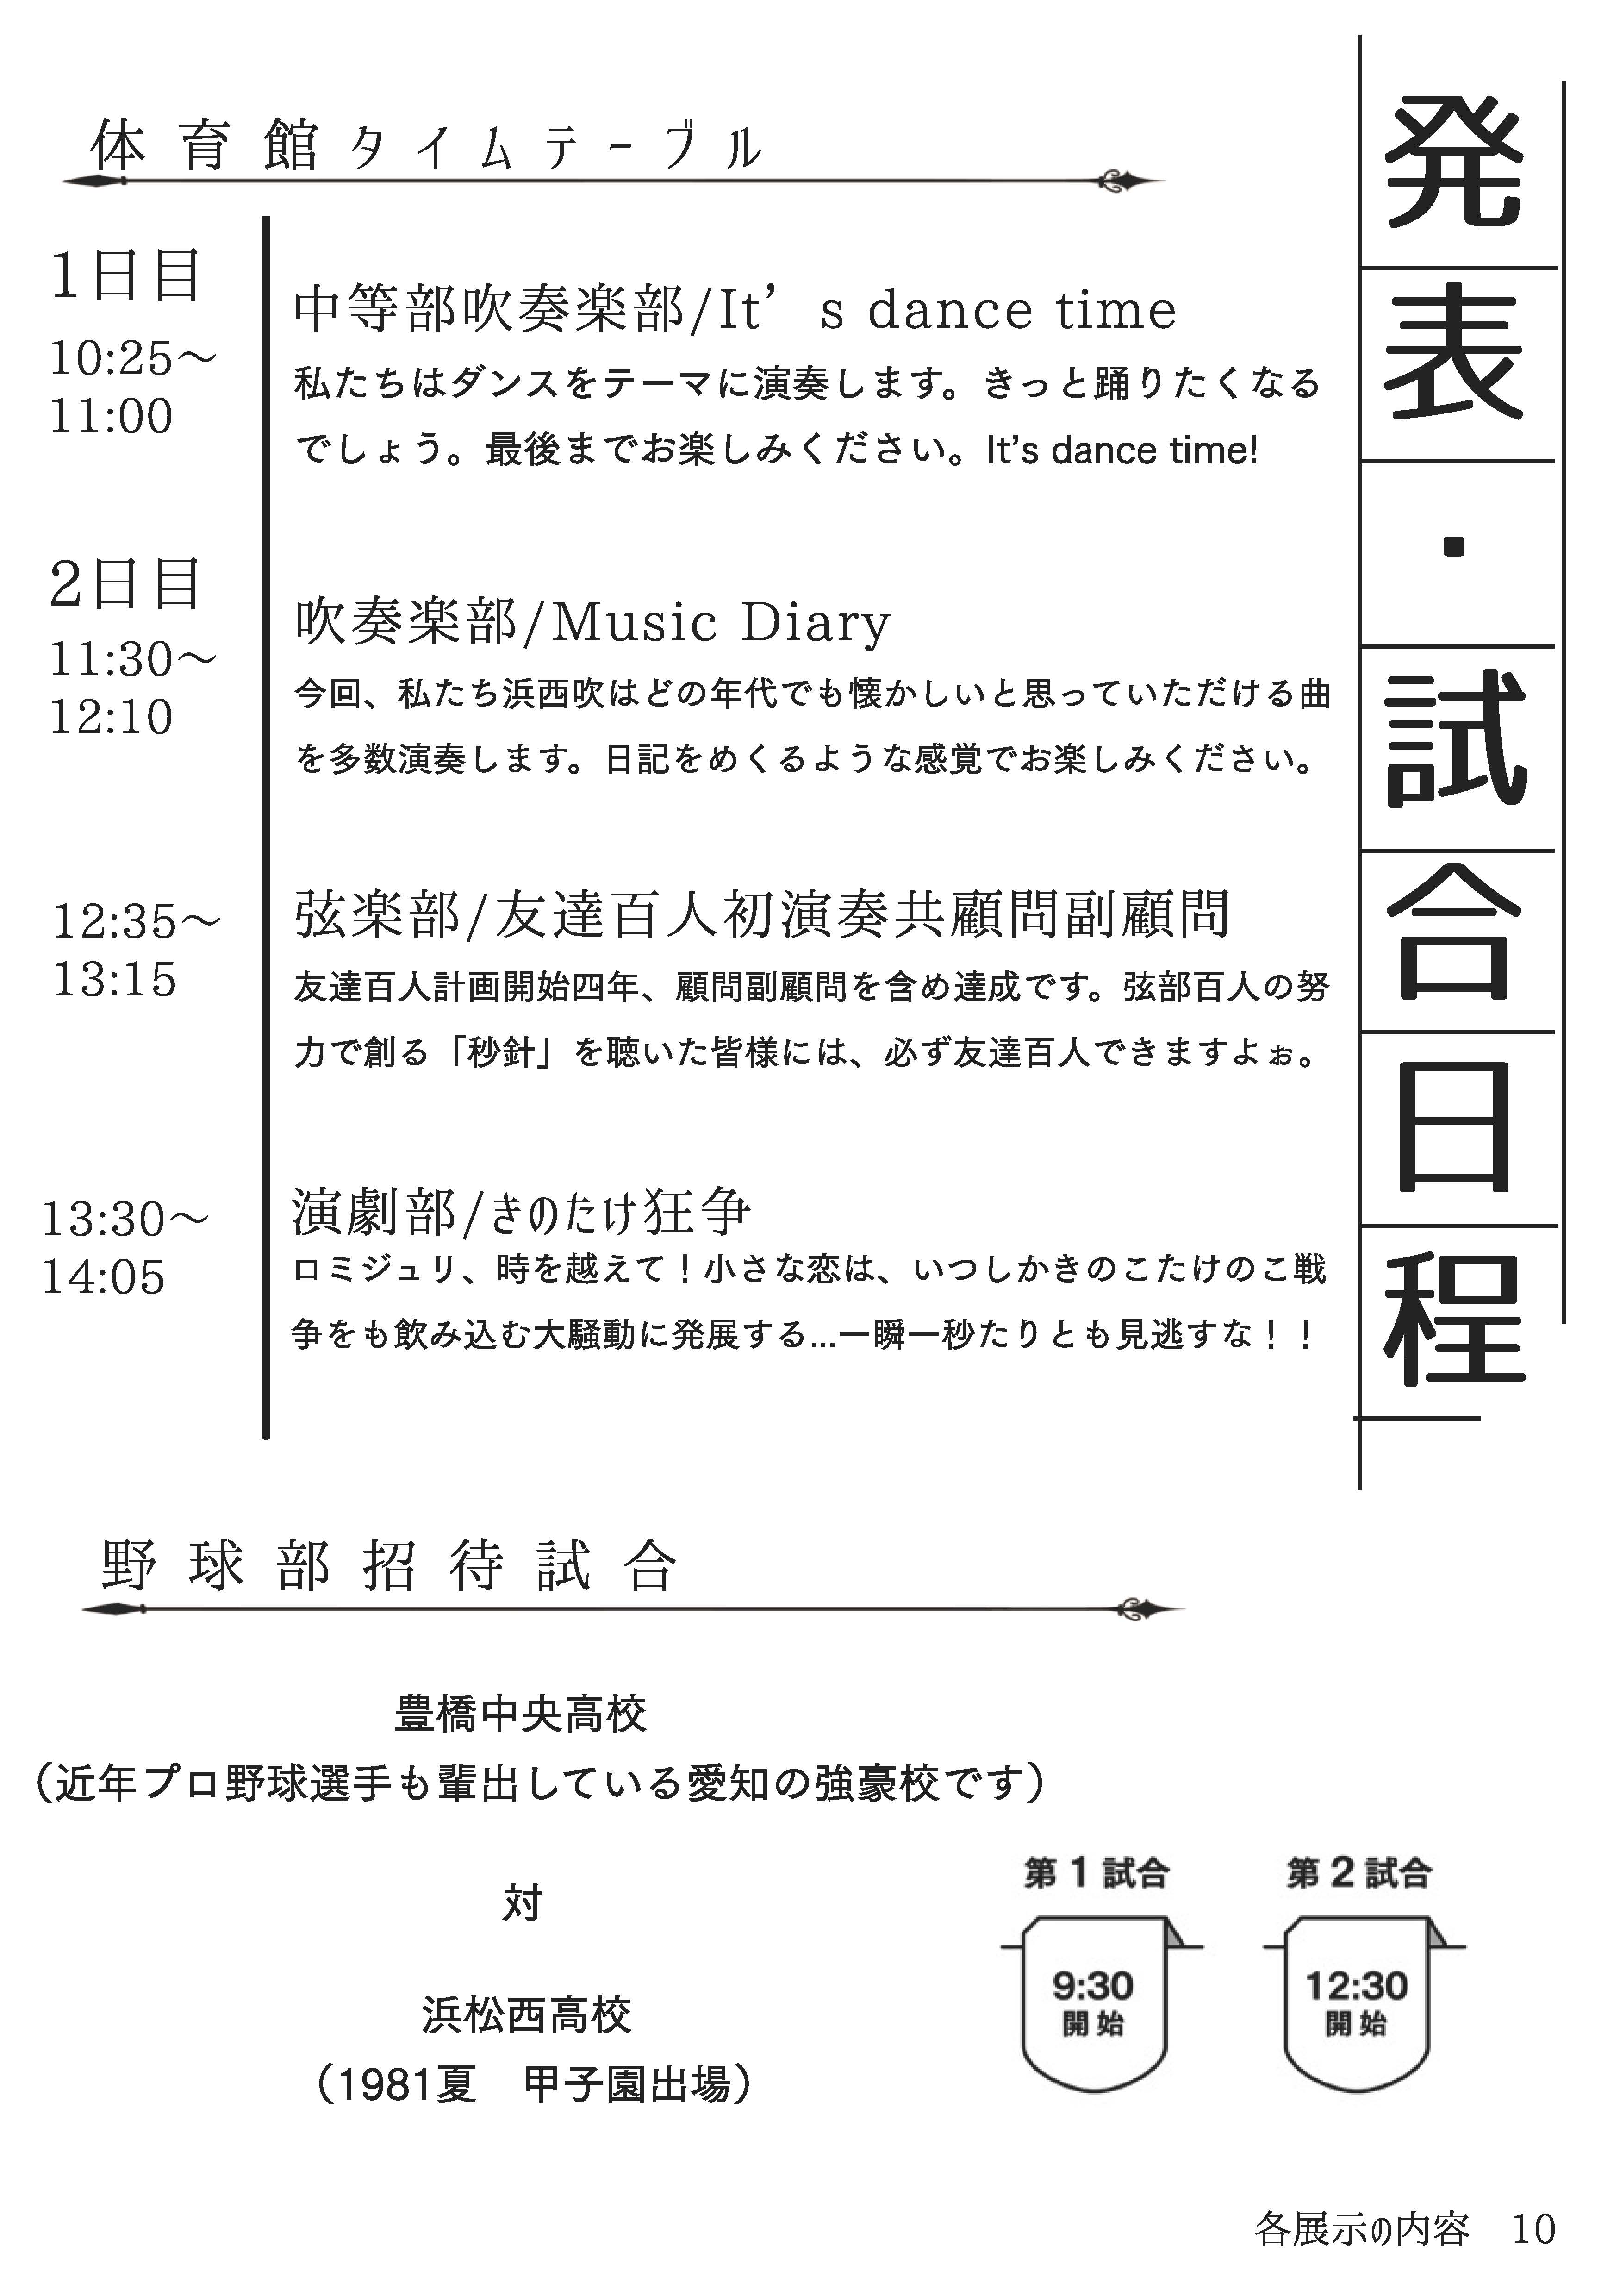 発表・試合日程
体育館タイムテーブル
1日目
10:25～
11:00
中等部吹奏楽部/It’s dance time
私たちはダンスをテーマに演奏します。きっと踊りたくなる
でしょう。最後までお楽しみください。It’s dance time!
2日目
11:30～
12:10
吹奏楽部/Music Diary
今回、私たち浜西吹はどの年代でも懐かしいと思っていただける曲
を多数演奏します。日記をめくるような感覚でお楽しみください。
12:35～
13:15
弦楽部/友達百人初演奏共顧問副顧問
友達百人計画開始四年、顧問副顧問を含め達成です。弦部百人の努
力で創る「秒針」を聴いた皆様には、必ず友達百人できますよぉ。
13:30～
14:05
演劇部/きのたけ狂争
ロミジュリ、時を越えて！小さな恋は、いつしかきのこたけのこ戦
争をも飲み込む大騒動に発展する...一瞬一秒たりとも見逃すな！！
野球部招待試合
豊橋中央高校
（近年プロ野球選手も輩出している愛知の強豪校です）
対
浜松西高校
（1981夏　甲子園出場）
第1試合
9:30
開始
第2試合
12:30
開始
各展示の内容　10